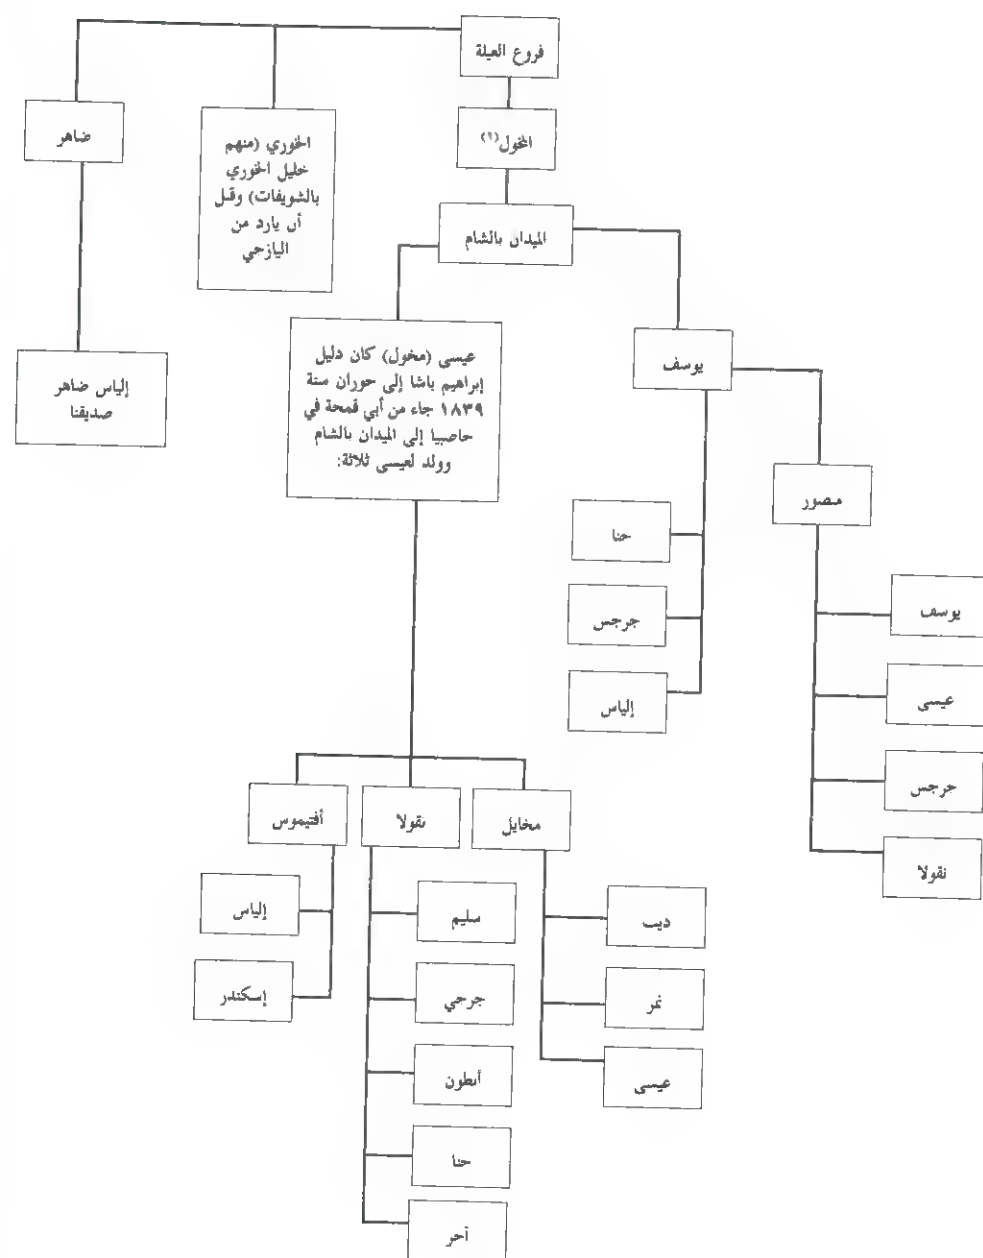 فروع العيلة
المخول(١)
الخوري (منهم
خليل الخوري
بالشويفات) وقبل
أن يارد من
اليازجي
ضاهر
الميدان بالشام
إلياس ضاهر
صديقنا
عيسى (مخول) كان دليل
إبراهيم باشا إلى حوران سنة
١٨٣٩ جاء من أبي قمحة في
حاصبيا إلى الميدان بالشام
وولد لعيسى ثلاثة:
يوسف
منصور
حنا
جرجس
إلياس
يوسف
عيسى
جرجس
نقولا
مخايل
نقولا
أفتيموس
ديب
نمر
عيسى
سليم
جرجي
أنطون
حنا
آخر
إلياس
إسكندر